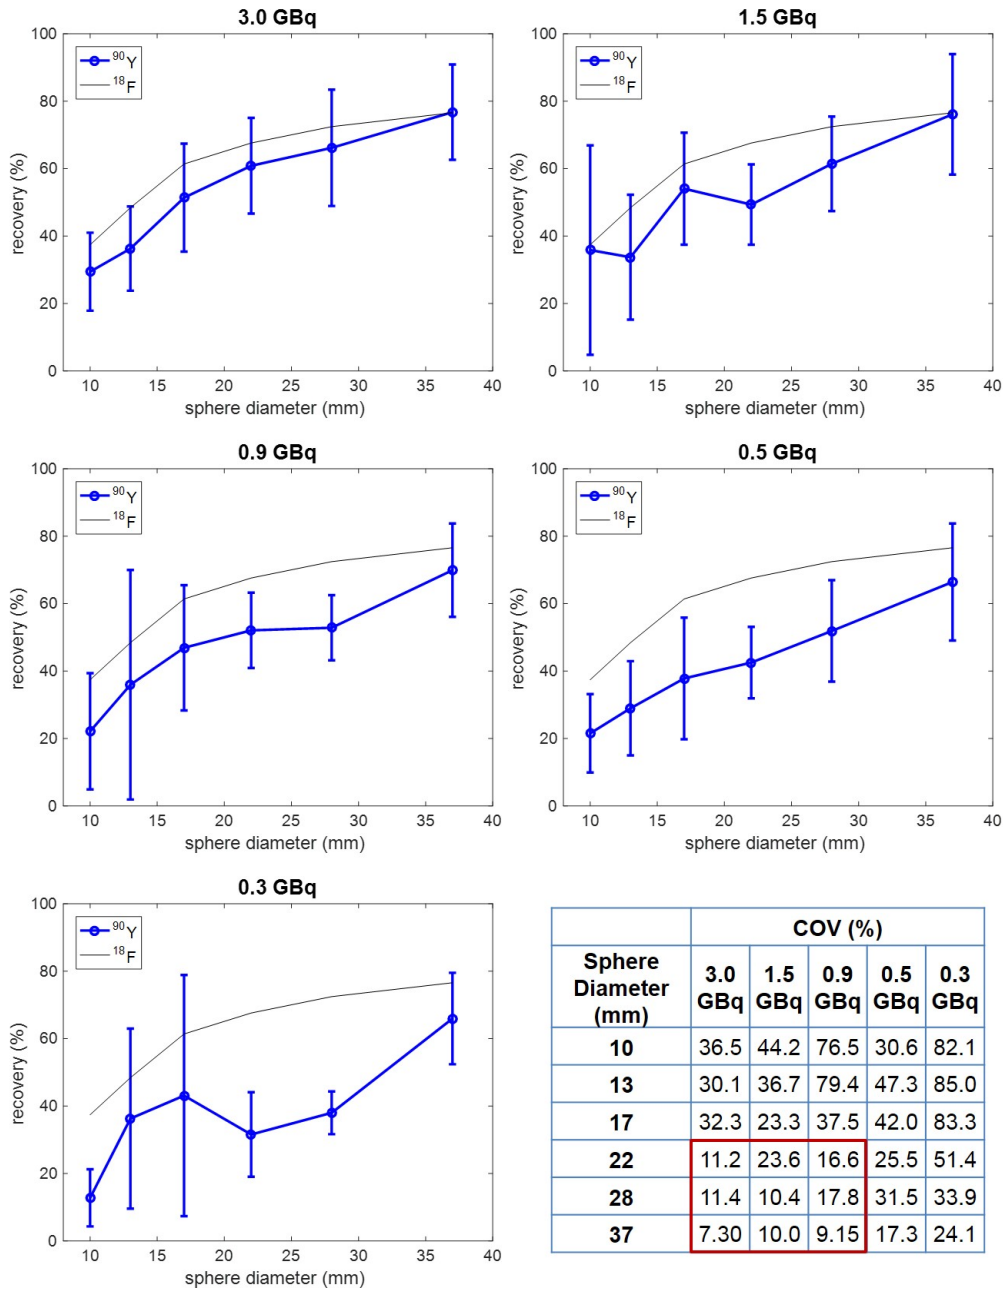 3.0 GBq
100
80
60
40
20
0
recovery (%)
90Y
18F
10 15 20 25 30 35 40
sphere diameter (mm)
1.5 GBq
100
80
60
40
20
0
recovery (%)
90Y
18F
10 15 20 25 30 35 40
sphere diameter (mm)
0.9 GBq
100
80
60
40
20
0
recovery (%)
90Y
18F
10 15 20 25 30 35 40
sphere diameter (mm)
0.5 GBq
100
80
60
40
20
0
recovery (%)
90Y
18F
10 15 20 25 30 35 40
sphere diameter (mm)
0.3 GBq
100
80
60
40
20
0
recovery (%)
90Y
18F
10 15 20 25 30 35 40
sphere diameter (mm)
COV (%)
Sphere
Diameter
(mm)
3.0 GBq 1.5 GBq 0.9 GBq 0.5 GBq 0.3 GBq
10 36.5 44.2 76.5 30.6 82.1
13 30.1 36.7 79.4 47.3 85.0
17 32.3 23.3 37.5 42.0 83.3
22 11.2 23.6 16.6 25.5 51.4
28 11.4 10.4 17.8 31.5 33.9
37 7.30 10.0 9.15 17.3 24.1